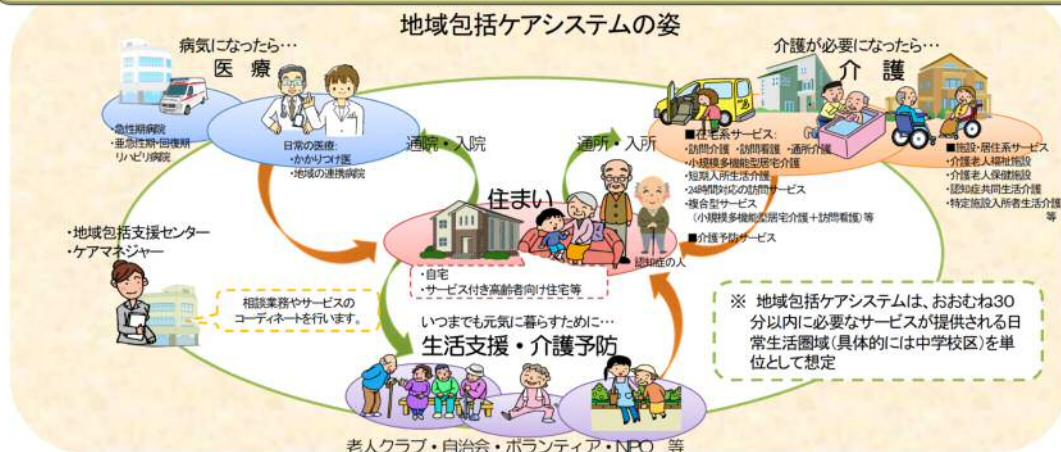 地域包括ケアシステムの姿
病気になったら…
医 療
介護が必要になったら…
介 護
・急性期病院
・亜急性期・回復期
リハビリ病院
日常の医療:
・かかりつけ医
・地域の連携病院
通院・入院
通所・入所
■在宅系サービス:
・訪問介護 ・訪問看護 ・通所介護
・小規模多機能型居宅介護
・短期入所生活介護
・24時間対応の訪問サービス
・複合型サービス
(小規模多機能型居宅介護+訪問看護)等
■介護予防サービス
■施設・居住系サービス
・介護老人福祉施設
・介護老人保健施設
・認知症共同生活介護
・特定施設入所者生活介護
等
住まい
認知症の人
・自宅
・サービス付き高齢者向け住宅等
・地域包括支援センター
・ケアマネジャー
相談業務やサービスの
コーディネートを行います。
いつまでも元気に暮らすために…
生活支援・介護予防
※ 地域包括ケアシステムは、おおむね30
分以内に必要なサービスが提供される日
常生活圏域(具体的には中学校区)を単
位として想定
老人クラブ・自治会・ボランティア・NPO 等